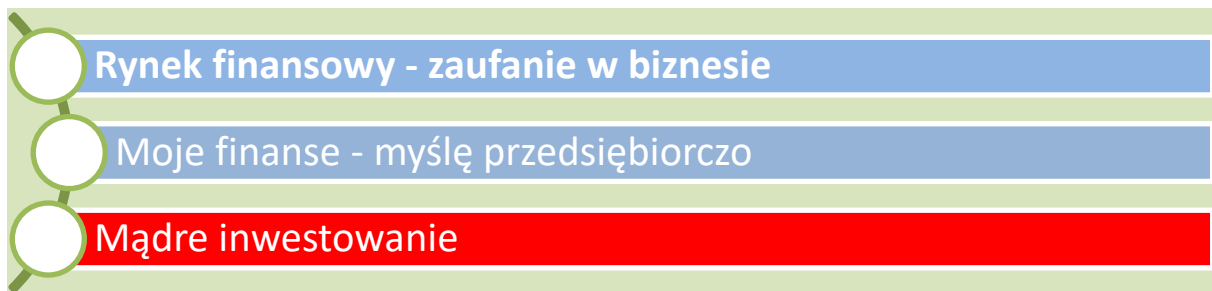 Rynek finansowy - zaufanie w biznesie
Moje finanse - myślę przedsiębiorczo
Mądre inwestowanie